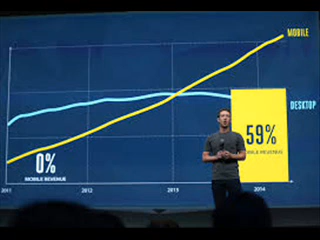 MOBILE
DESKTOP
0%
MOBILE REVENUE
59%
MOBILE REVENUE
2011
2012
2013
2014